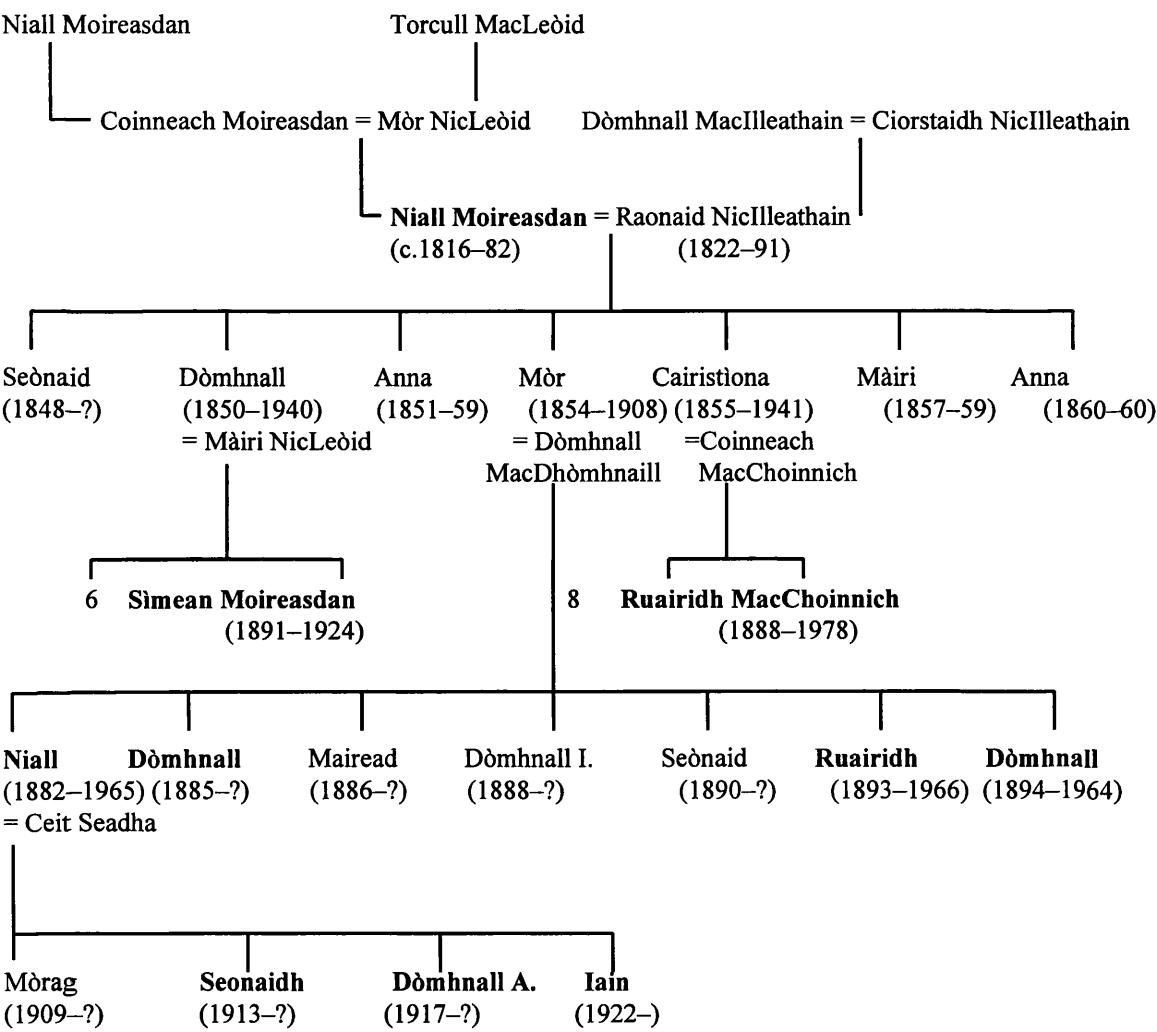 Niall Moireasdan Torcull MacLeòid
Coinneach Moireasdan = Mòr NicLeòid Dòmhnall MacIlleathain = Ciorstaidh NicIlleathain
Niall Moireasdan = Raonaid NicIlleathain
(c.1816–82) (1822–91)
Seònaid Dòmhnall Anna Mòr Cairistìona Màiri Anna
(1848–?) (1850–1940) (1851–59) (1854–1908) (1855–1941) (1857–59) (1860–60)
= Màiri NicLeòid = Dòmhnall =Coinneach
MacDhòmhnaill MacChoinnich
6 Sìmean Moireasdan 8 Ruairidh MacChoinnich
(1891–1924) (1888–1978)
Niall Dòmhnall Mairead Dòmhnall I. Seònaid Ruairidh Dòmhnall
(1882–1965) (1885–?) (1886–?) (1888–?) (1890–?) (1893–1966) (1894–1964)
= Ceit Seadha
Mòrag Seonaidh Dòmhnall A. Iain
(1909–?) (1913–?) (1917–?) (1922–)